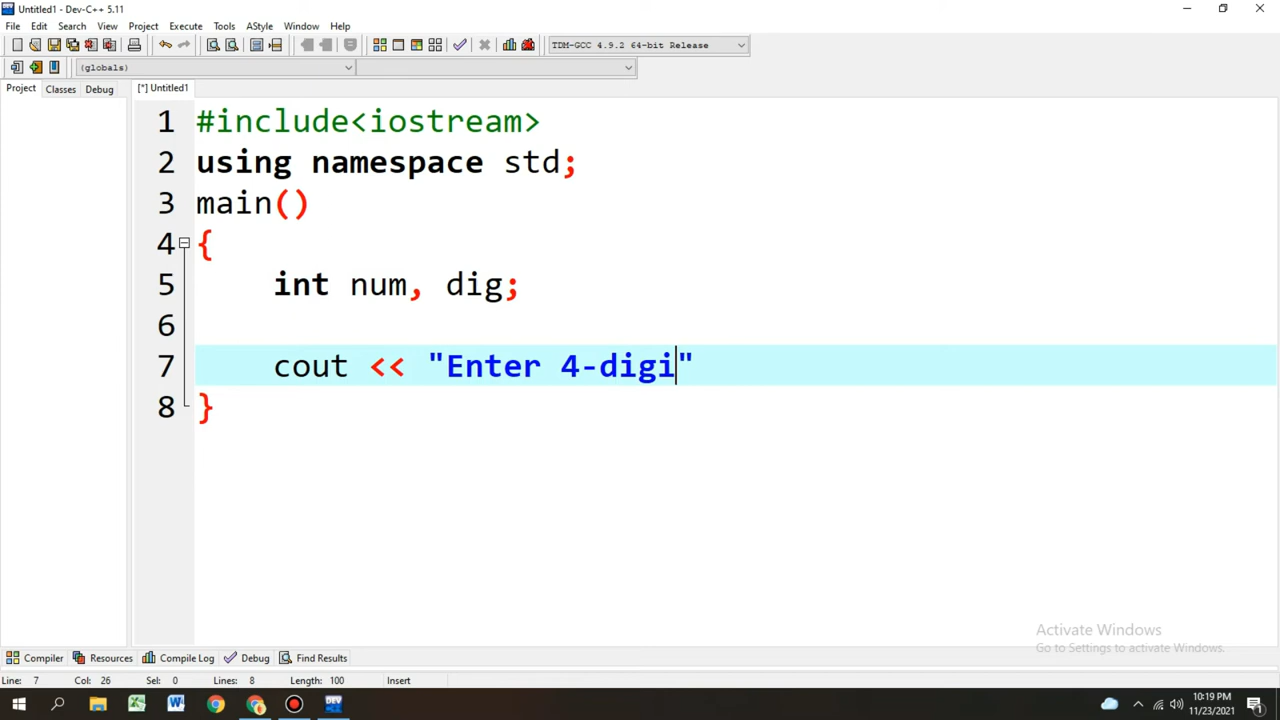 Untitled1 - Dev-C++ 5.11
File Edit Search View Project Execute Tools AStyle Window Help
TDM-GCC 4.9.2 64-bit Release
(globals)
Project Classes Debug [*] Untitled1
1 #include<iostream>
2 using namespace std;
3 main()
4 {
5 int num, dig;
6
7 cout << "Enter 4-digi"
8 }
Activate Windows
Go to Settings to activate Windows.
Compiler Resources Compile Log Debug Find Results
Line: 7 Col: 26 Sel: 0 Lines: 8 Length: 100 Insert
10:19 PM
11/23/2021